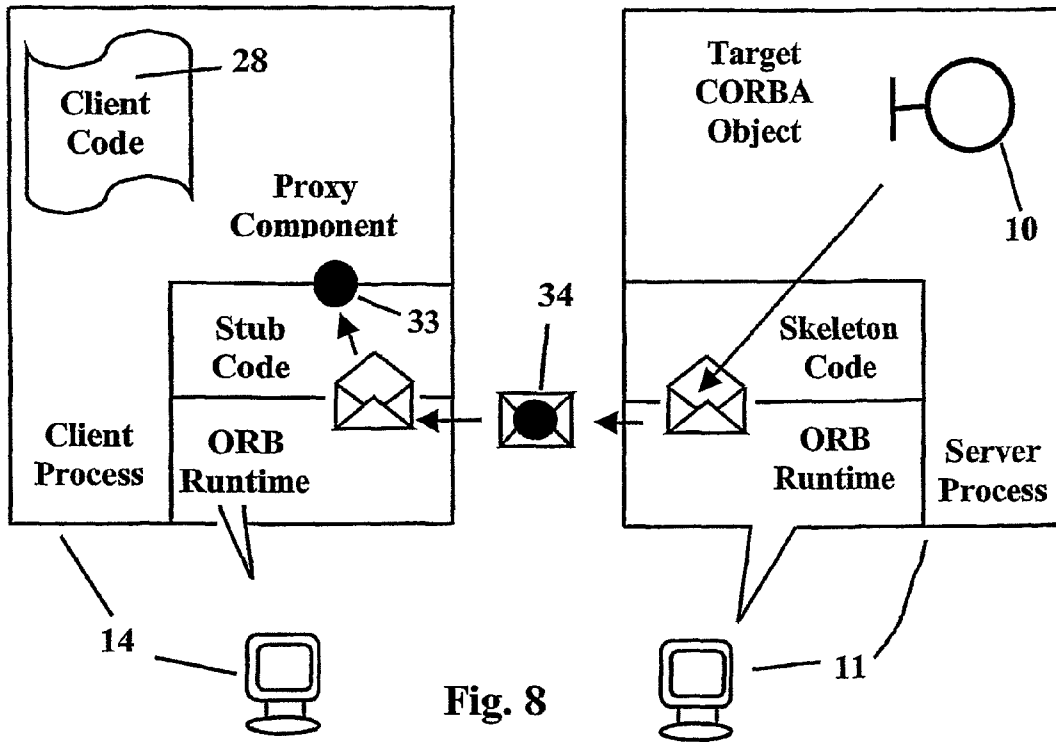 28
Client
Code
Proxy
Component
33
Stub
Code
Client
Process
ORB
Runtime
14
34
Target
CORBA
Object
10
Skeleton
Code
ORB
Runtime
Server
Process
11
Fig. 8